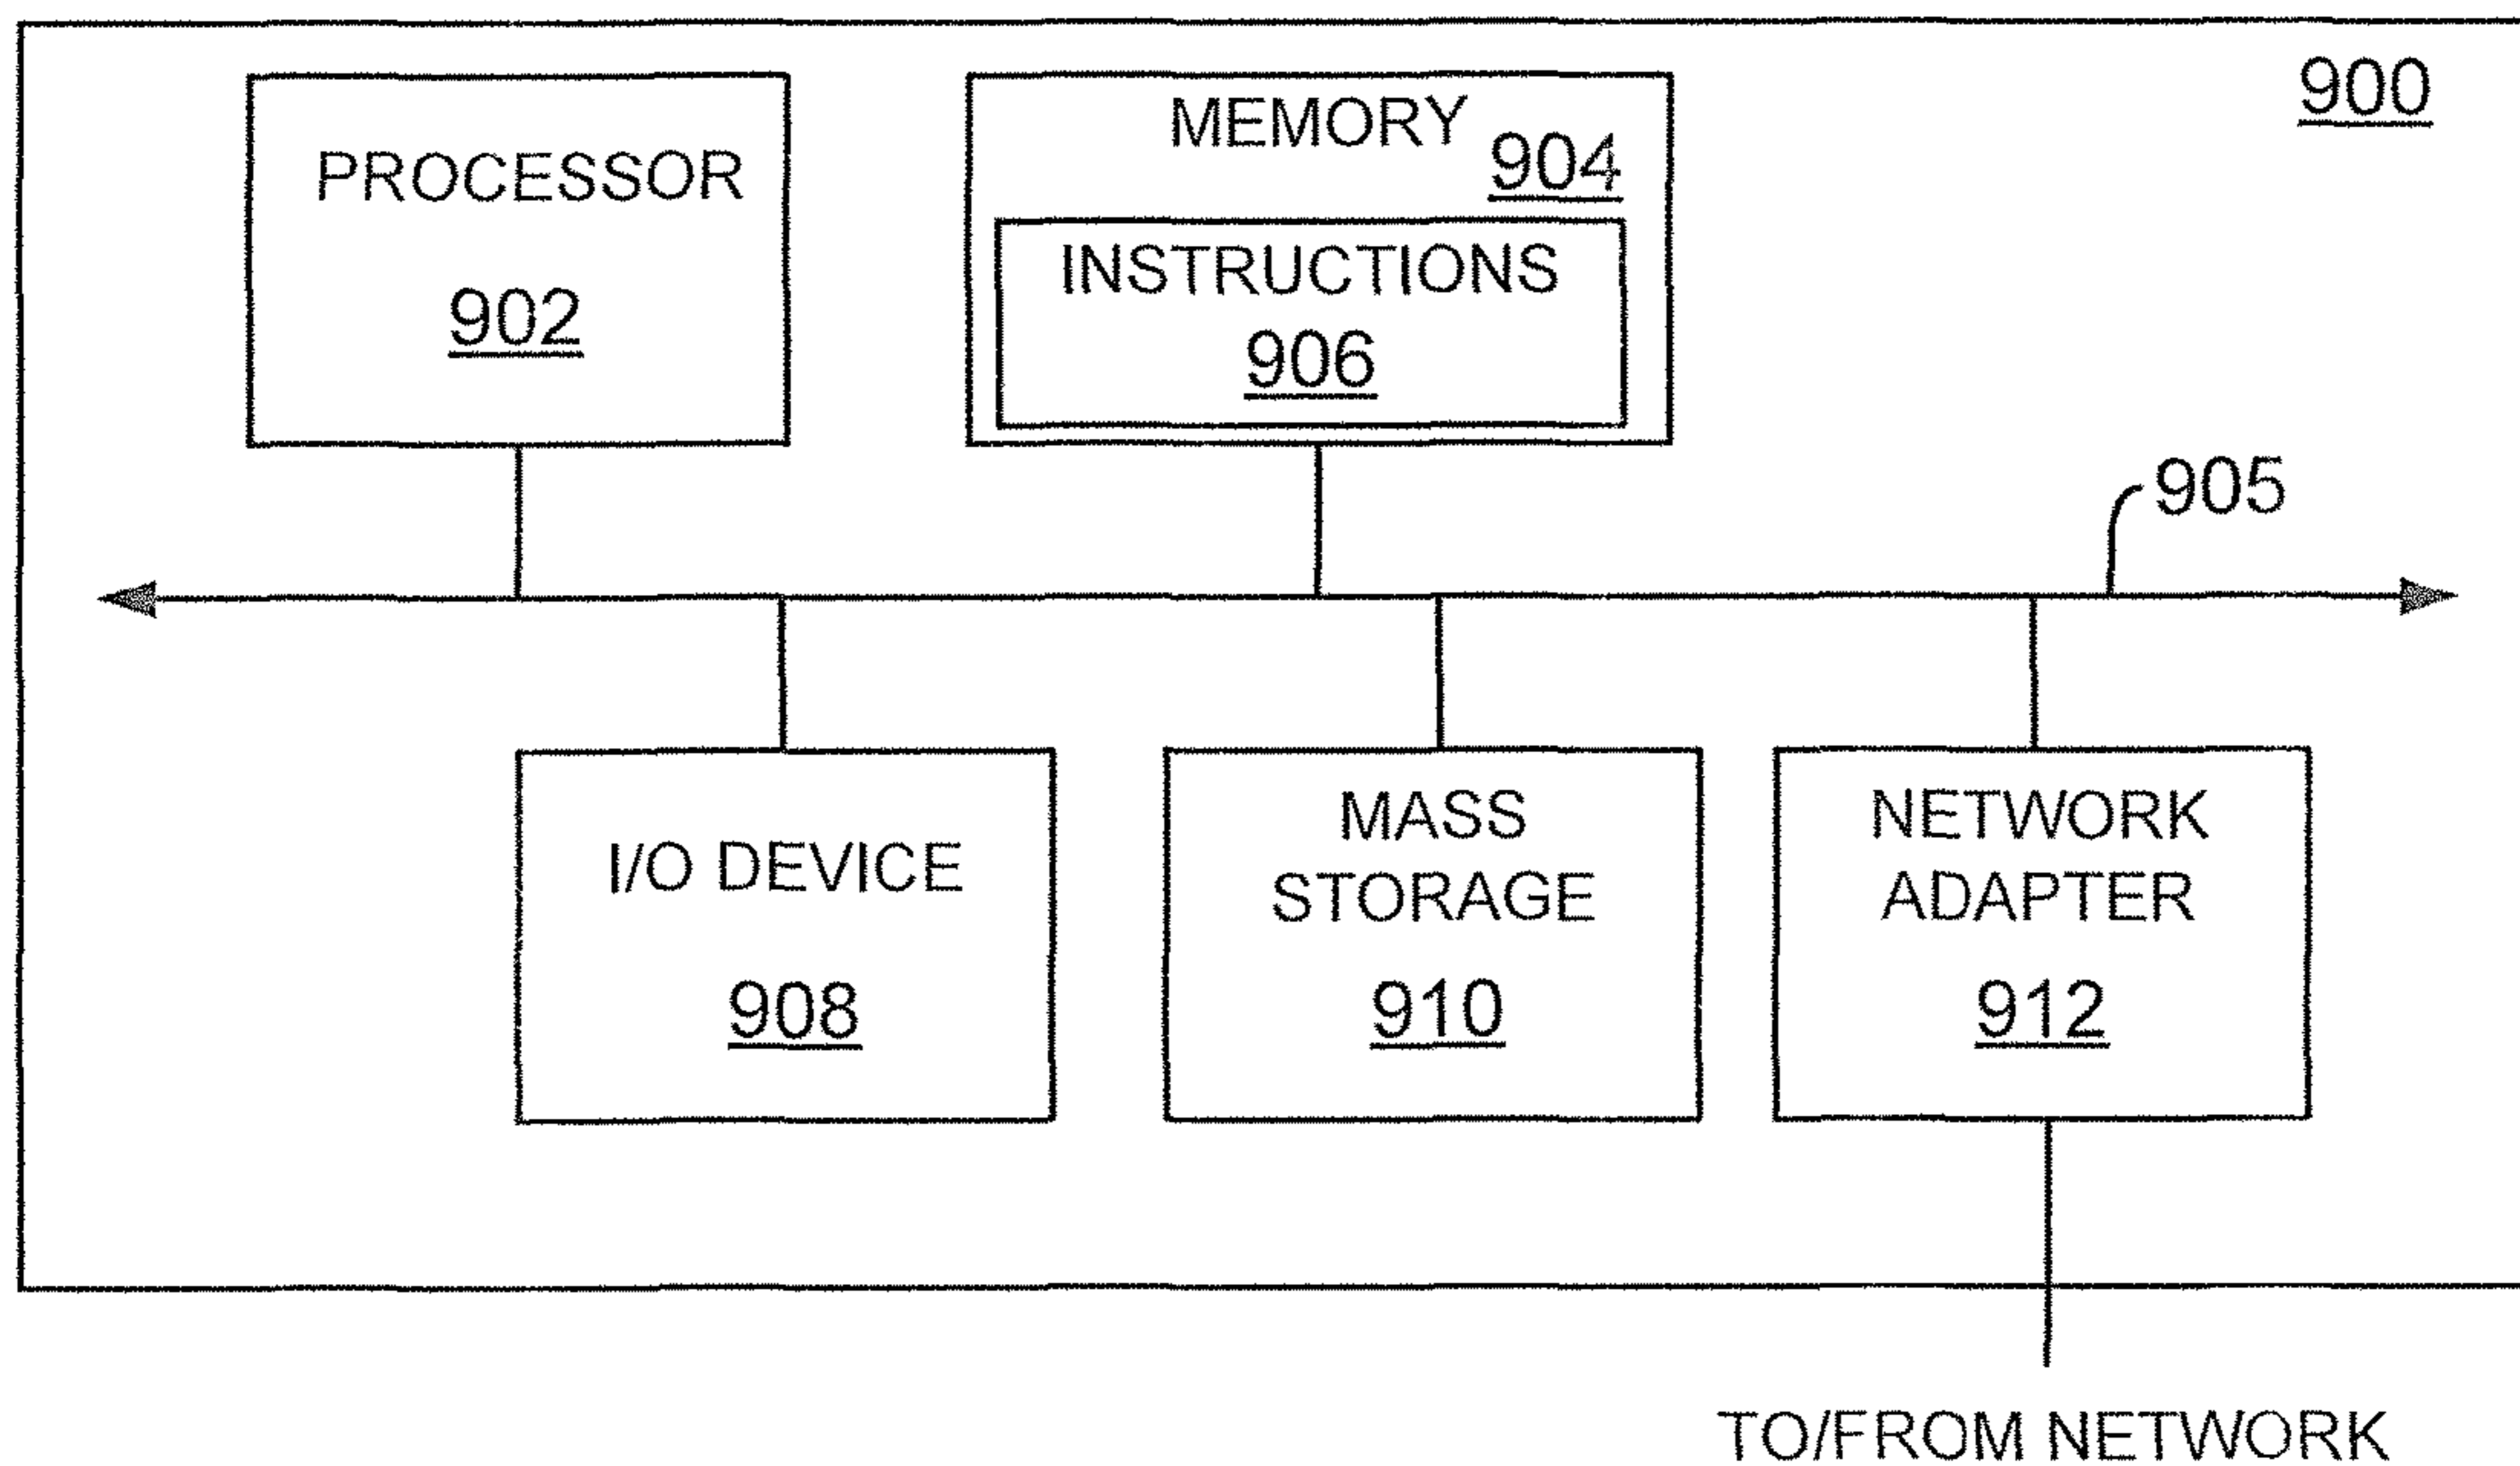 900
PROCESSOR
902
MEMORY
904
INSTRUCTIONS
906
905
I/O DEVICE
908
MASS
STORAGE
910
NETWORK
ADAPTER
912
TO/FROM NETWORK